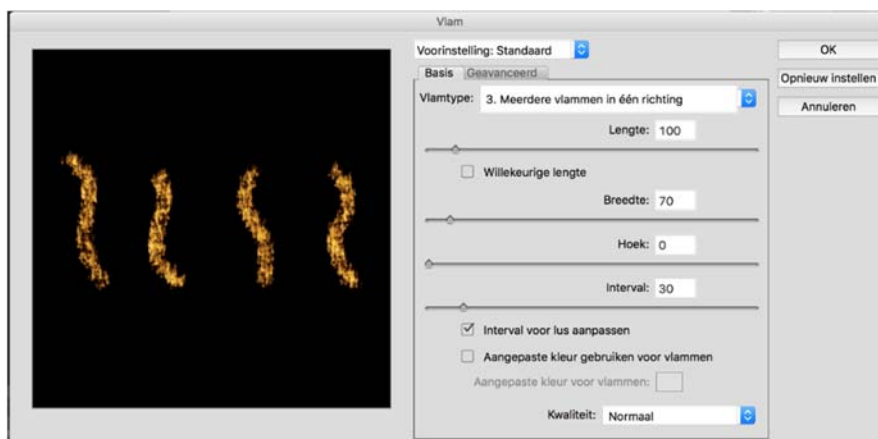 Vlam
Voorinstelling: Standaard
OK
Basis Geavanceerd
Opnieuw instellen
Vlamtype: 3. Meerdere vlammen in één richting
Annuleren
Lengte: 100
Willekeurige lengte
Breedte: 70
Hoek: 0
Interval: 30
Interval voor lus aanpassen
Aangepaste kleur gebruiken voor vlammen
Aangepaste kleur voor vlammen:
Kwaliteit: Normaal